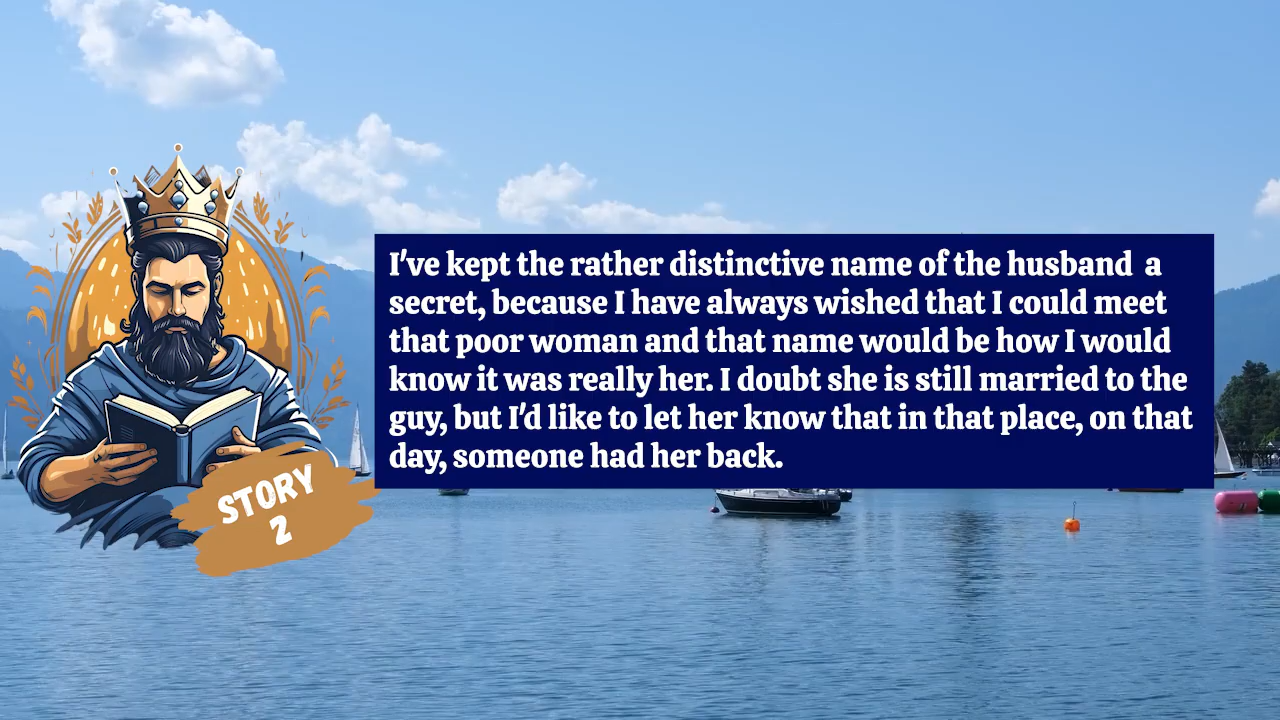 I've kept the rather distinctive name of the husband a
secret, because I have always wished that I could meet
that poor woman and that name would be how I would
know it was really her. I doubt she is still married to the
guy, but I'd like to let her know that in that place, on that
day, someone had her back.
STORY
2